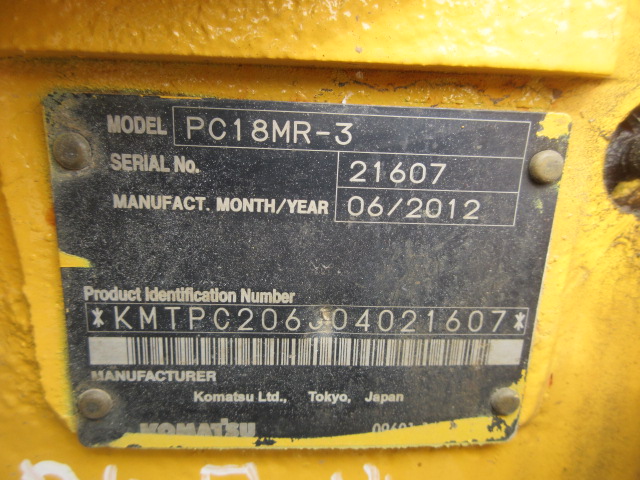 MODEL PC18MR-3
SERIAL No. 21607
MANUFACT. MONTH/YEAR 06/2012
Product Identification Number
*KMTPC206J04021607*
MANUFACTURER
Komatsu Ltd., Tokyo, Japan
KOMATSU